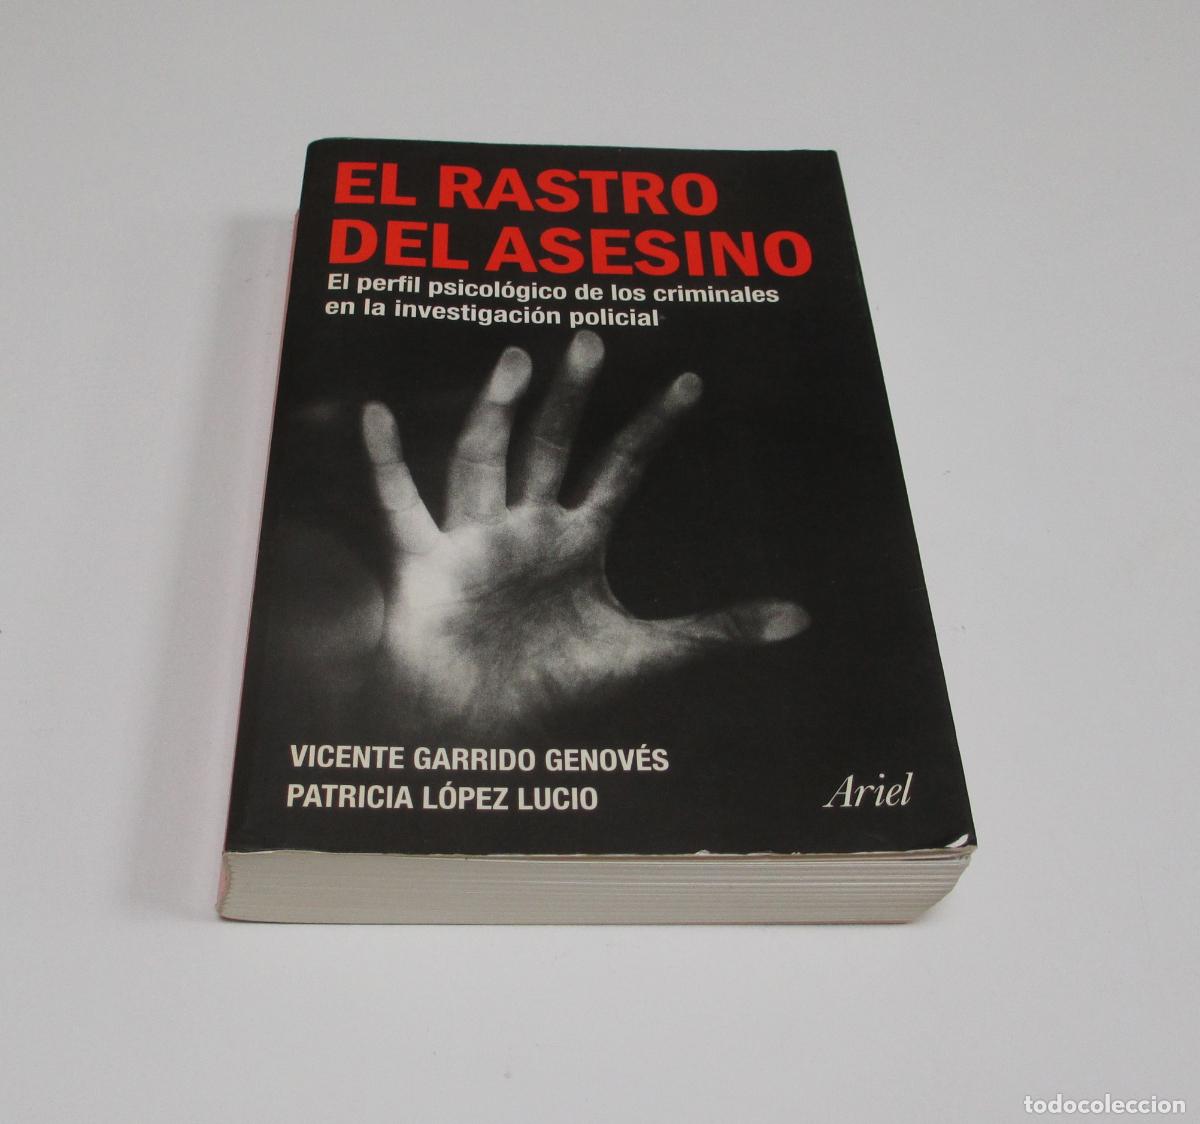 EL RASTRO
DEL ASESINO
El perfil psicológico de los criminales
en la investigación policial
VICENTE GARRIDO GENOVÉS
PATRICIA LÓPEZ LUCIO
Ariel
todocoleccion